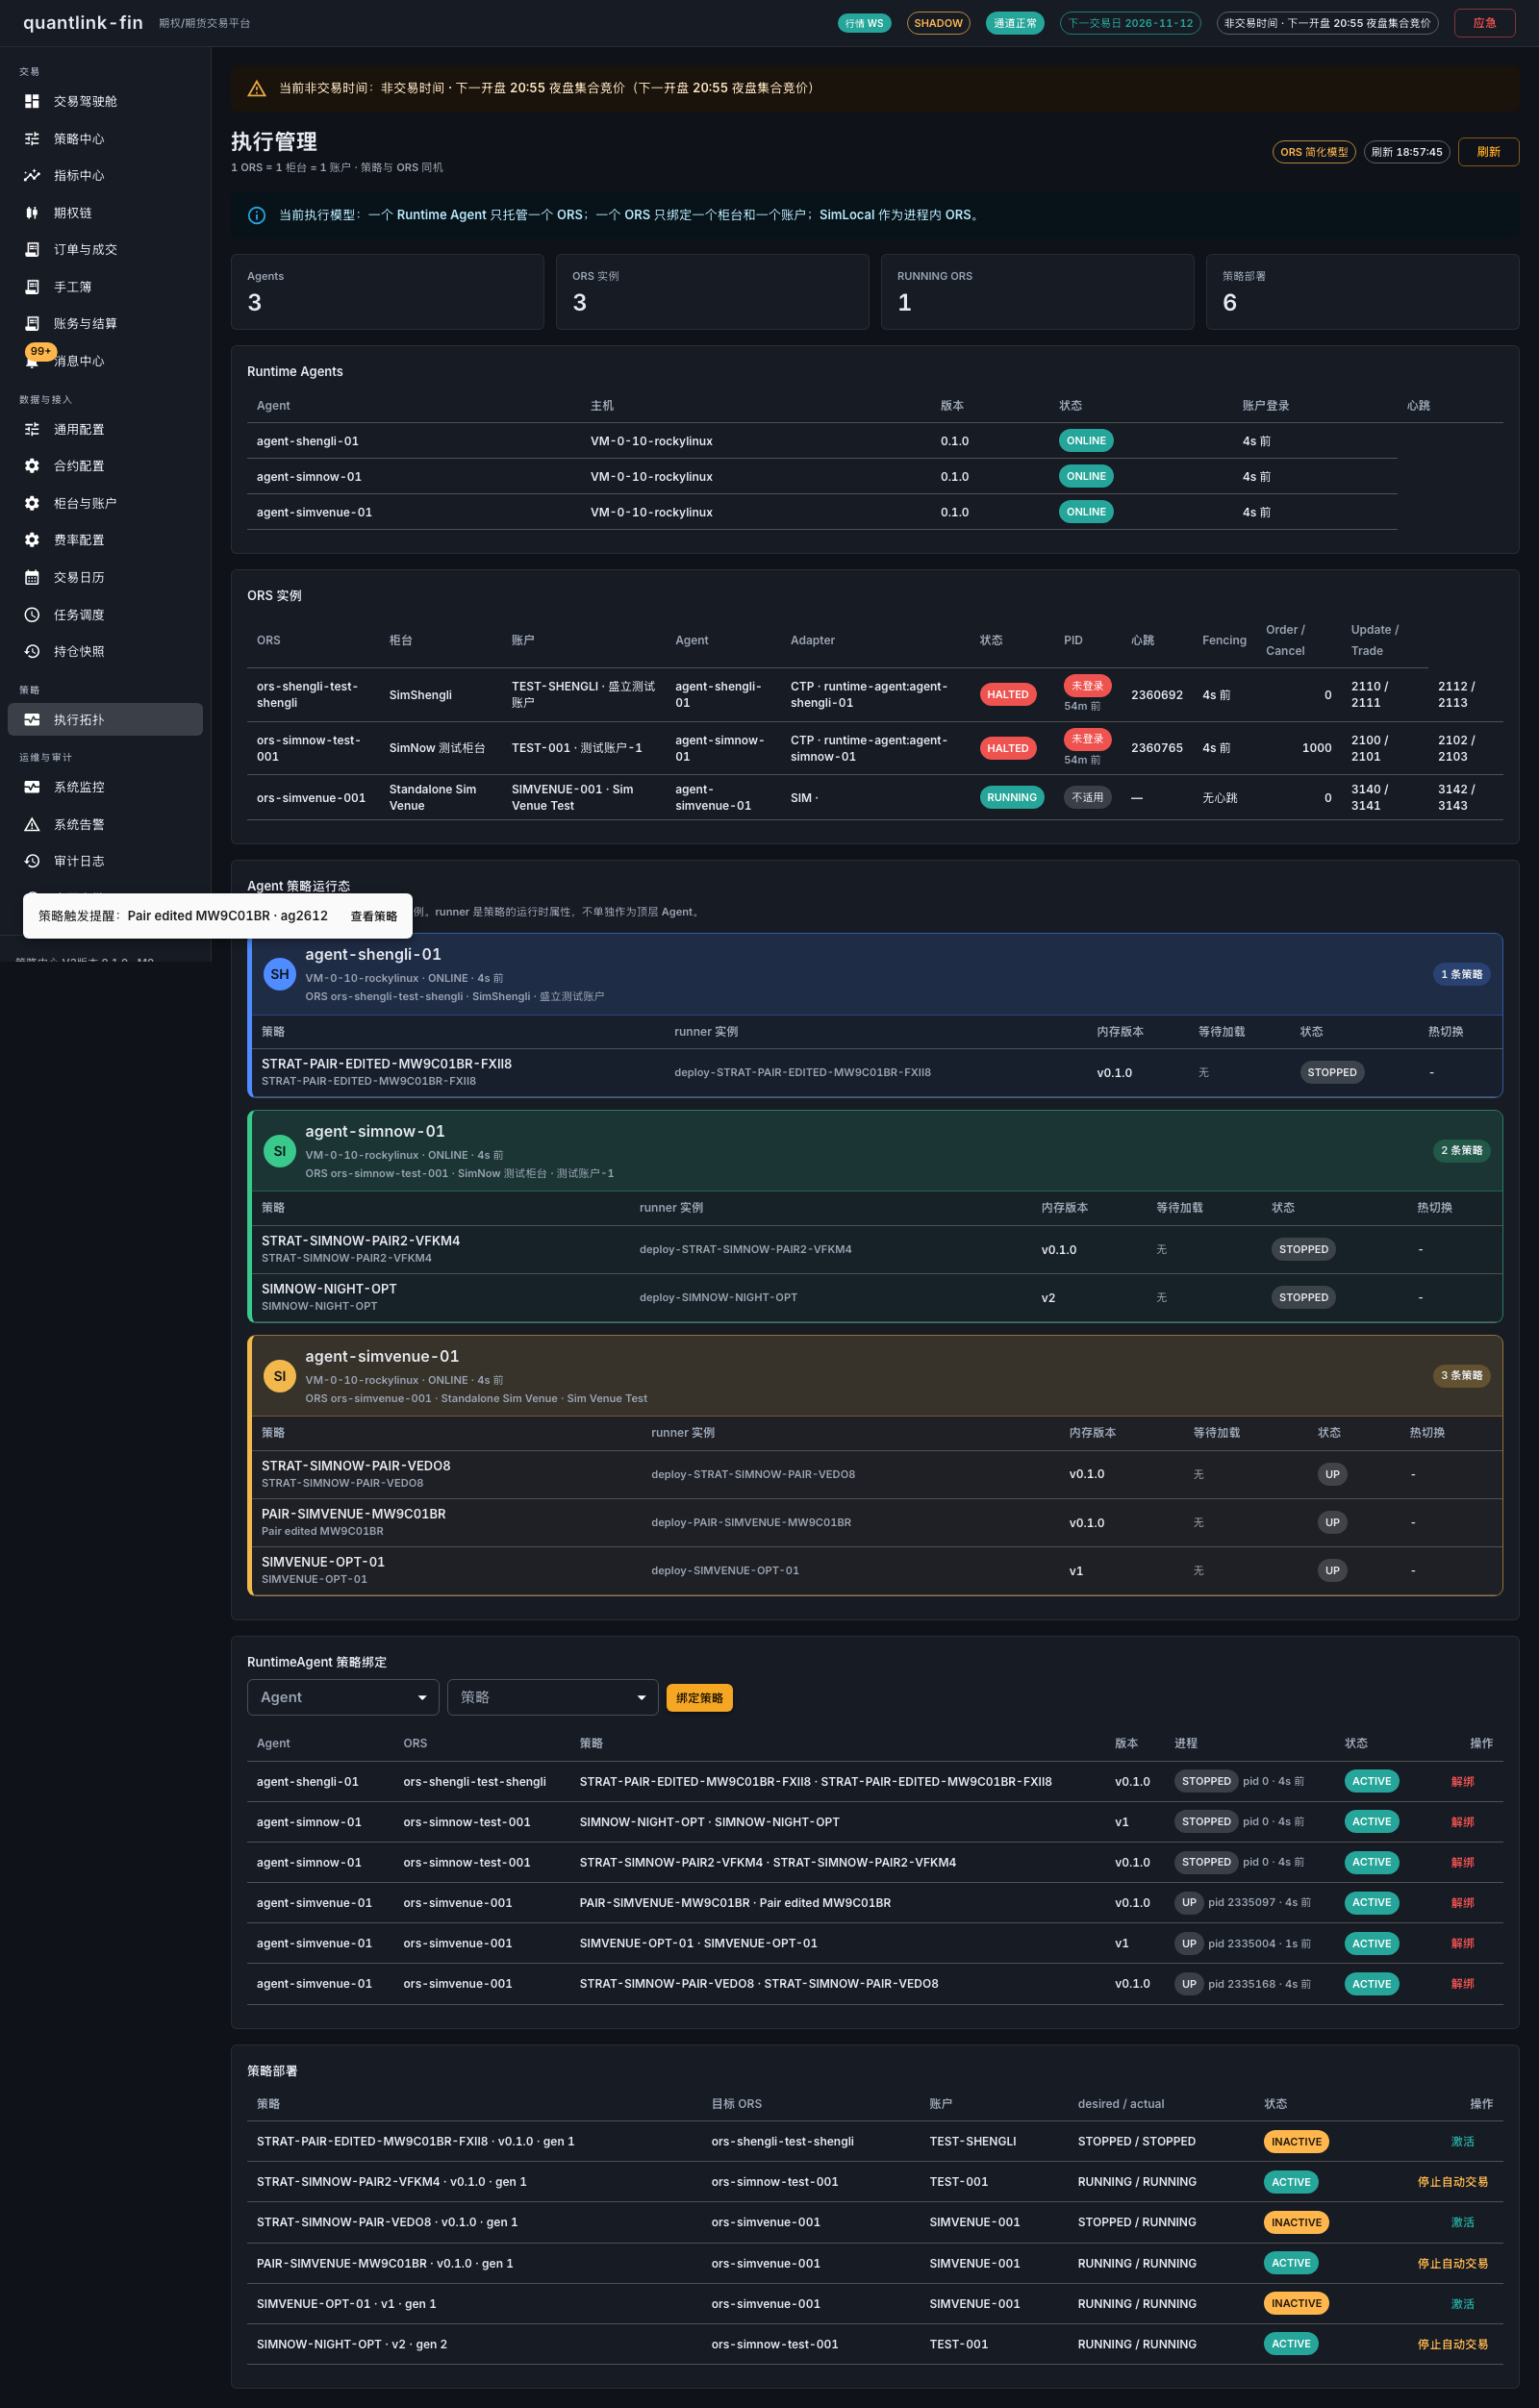 quantlink-fin 期权/期货交易平台 行情 WS SHADOW 通道正常 下一交易日 2026-11-12 非交易时间 · 下一开盘 20:55 夜盘集合竞价 应急
交易
交易驾驶舱
策略中心
指标中心
期权链
订单与成交
手工簿
账务与结算
99+
消息中心
数据与接入
通用配置
合约配置
柜台与账户
费率配置
交易日历
任务调度
持仓快照
策略
执行拓扑
运维与审计
系统监控
系统告警
审计日志
策略触发提醒：Pair edited MW9C01BR · ag2612 查看策略
当前非交易时间：非交易时间 · 下一开盘 20:55 夜盘集合竞价（下一开盘 20:55 夜盘集合竞价）
执行管理
1 ORS = 1 柜台 = 1 账户 · 策略与 ORS 同机
ORS 简化模型 刷新 18:57:45 刷新
当前执行模型：一个 Runtime Agent 只托管一个 ORS；一个 ORS 只绑定一个柜台和一个账户；SimLocal 作为进程内 ORS。
Agents
3
ORS 实例
3
RUNNING ORS
1
策略部署
6
Runtime Agents
Agent 主机 版本 状态 账户登录 心跳
agent-shengli-01 VM-0-10-rockylinux 0.1.0 ONLINE 4s 前
agent-simnow-01 VM-0-10-rockylinux 0.1.0 ONLINE 4s 前
agent-simvenue-01 VM-0-10-rockylinux 0.1.0 ONLINE 4s 前
ORS 实例
ORS 柜台 账户 Agent Adapter 状态 PID 心跳 Fencing Order / Cancel Update / Trade
ors-shengli-test-shengli SimShengli TEST-SHENGLI · 盛立测试账户 agent-shengli-01 CTP · runtime-agent:agent-shengli-01 HALTED 未登录 54m 前 2360692 4s 前 0 2110 / 2111 2112 / 2113
ors-simnow-test-001 SimNow 测试柜台 TEST-001 · 测试账户-1 agent-simnow-01 CTP · runtime-agent:agent-simnow-01 HALTED 未登录 54m 前 2360765 4s 前 1000 2100 / 2101 2102 / 2103
ors-simvenue-001 Standalone Sim Venue SIMVENUE-001 · Sim Venue Test agent-simvenue-01 SIM · RUNNING 不适用 — 无心跳 0 3140 / 3141 3142 / 3143
Agent 策略运行态
例。runner 是策略的运行时属性，不单独作为顶层 Agent。
SH
agent-shengli-01
VM-0-10-rockylinux · ONLINE · 4s 前
ORS ors-shengli-test-shengli · SimShengli · 盛立测试账户
1 条策略
策略 runner 实例 内存版本 等待加载 状态 热切换
STRAT-PAIR-EDITED-MW9C01BR-FXII8
STRAT-PAIR-EDITED-MW9C01BR-FXII8
deploy-STRAT-PAIR-EDITED-MW9C01BR-FXII8 v0.1.0 无 STOPPED -
SI
agent-simnow-01
VM-0-10-rockylinux · ONLINE · 4s 前
ORS ors-simnow-test-001 · SimNow 测试柜台 · 测试账户-1
2 条策略
策略 runner 实例 内存版本 等待加载 状态 热切换
STRAT-SIMNOW-PAIR2-VFKM4
STRAT-SIMNOW-PAIR2-VFKM4
deploy-STRAT-SIMNOW-PAIR2-VFKM4 v0.1.0 无 STOPPED -
SIMNOW-NIGHT-OPT
SIMNOW-NIGHT-OPT
deploy-SIMNOW-NIGHT-OPT v2 无 STOPPED -
SI
agent-simvenue-01
VM-0-10-rockylinux · ONLINE · 4s 前
ORS ors-simvenue-001 · Standalone Sim Venue · Sim Venue Test
3 条策略
策略 runner 实例 内存版本 等待加载 状态 热切换
STRAT-SIMNOW-PAIR-VEDO8
STRAT-SIMNOW-PAIR-VEDO8
deploy-STRAT-SIMNOW-PAIR-VEDO8 v0.1.0 无 UP -
PAIR-SIMVENUE-MW9C01BR
Pair edited MW9C01BR
deploy-PAIR-SIMVENUE-MW9C01BR v0.1.0 无 UP -
SIMVENUE-OPT-01
SIMVENUE-OPT-01
deploy-SIMVENUE-OPT-01 v1 无 UP -
RuntimeAgent 策略绑定
Agent 策略 绑定策略
Agent ORS 策略 版本 进程 状态 操作
agent-shengli-01 ors-shengli-test-shengli STRAT-PAIR-EDITED-MW9C01BR-FXII8 · STRAT-PAIR-EDITED-MW9C01BR-FXII8 v0.1.0 STOPPED pid 0 · 4s 前 ACTIVE 解绑
agent-simnow-01 ors-simnow-test-001 SIMNOW-NIGHT-OPT · SIMNOW-NIGHT-OPT v1 STOPPED pid 0 · 4s 前 ACTIVE 解绑
agent-simnow-01 ors-simnow-test-001 STRAT-SIMNOW-PAIR2-VFKM4 · STRAT-SIMNOW-PAIR2-VFKM4 v0.1.0 STOPPED pid 0 · 4s 前 ACTIVE 解绑
agent-simvenue-01 ors-simvenue-001 PAIR-SIMVENUE-MW9C01BR · Pair edited MW9C01BR v0.1.0 UP pid 2335097 · 4s 前 ACTIVE 解绑
agent-simvenue-01 ors-simvenue-001 SIMVENUE-OPT-01 · SIMVENUE-OPT-01 v1 UP pid 2335004 · 1s 前 ACTIVE 解绑
agent-simvenue-01 ors-simvenue-001 STRAT-SIMNOW-PAIR-VEDO8 · STRAT-SIMNOW-PAIR-VEDO8 v0.1.0 UP pid 2335168 · 4s 前 ACTIVE 解绑
策略部署
策略 目标 ORS 账户 desired / actual 状态 操作
STRAT-PAIR-EDITED-MW9C01BR-FXII8 · v0.1.0 · gen 1 ors-shengli-test-shengli TEST-SHENGLI STOPPED / STOPPED INACTIVE 激活
STRAT-SIMNOW-PAIR2-VFKM4 · v0.1.0 · gen 1 ors-simnow-test-001 TEST-001 RUNNING / RUNNING ACTIVE 停止自动交易
STRAT-SIMNOW-PAIR-VEDO8 · v0.1.0 · gen 1 ors-simvenue-001 SIMVENUE-001 STOPPED / RUNNING INACTIVE 激活
PAIR-SIMVENUE-MW9C01BR · v0.1.0 · gen 1 ors-simvenue-001 SIMVENUE-001 RUNNING / RUNNING ACTIVE 停止自动交易
SIMVENUE-OPT-01 · v1 · gen 1 ors-simvenue-001 SIMVENUE-001 RUNNING / RUNNING INACTIVE 激活
SIMNOW-NIGHT-OPT · v2 · gen 2 ors-simnow-test-001 TEST-001 RUNNING / RUNNING ACTIVE 停止自动交易